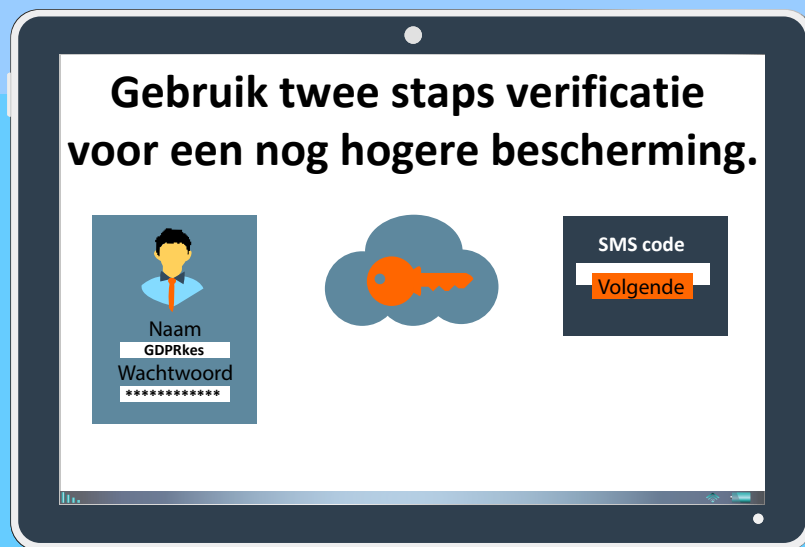 Gebruik twee staps verificatie
voor een nog hogere bescherming.
Naam
GDPRkes
Wachtwoord
************
SMS code
Volgende